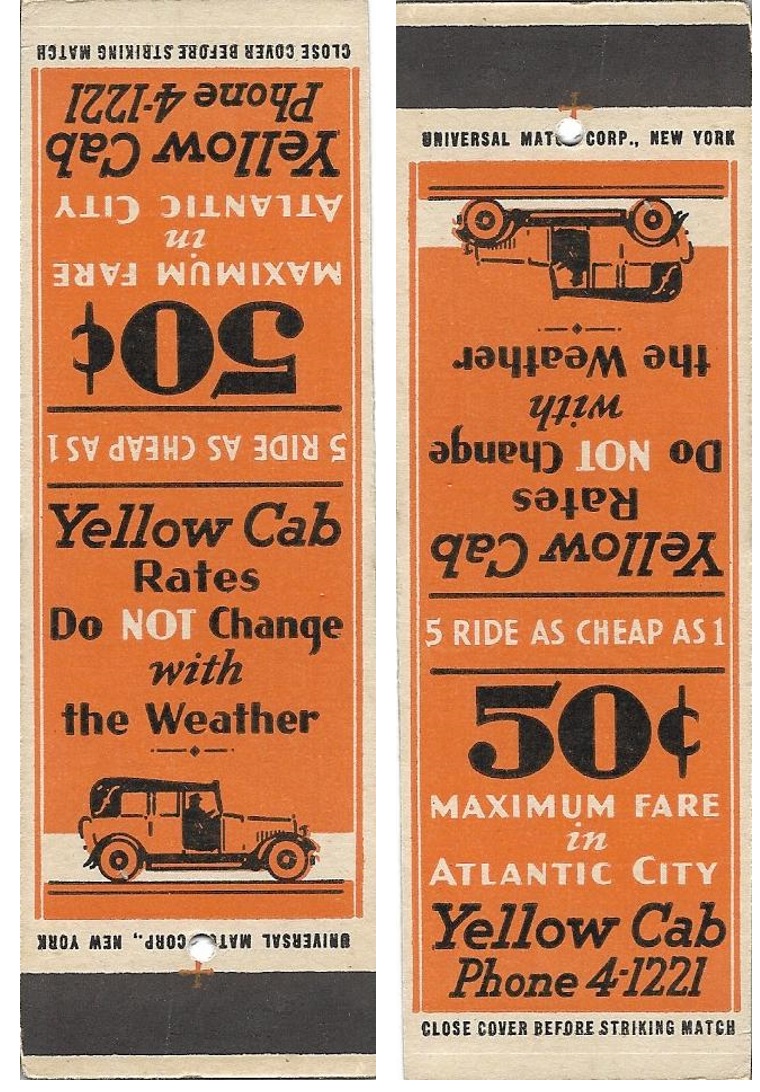 CLOSE COVER BEFORE STRIKING MATCH
Phone 4-1221
Yellow Cab
ATLANTIC CITY
in
MAXIMUM FARE
50¢
5 RIDE AS CHEAP AS 1
Yellow Cab
Rates
Do NOT Change
with
the Weather
UNIVERSAL CORP., NEW YORK
UNIVERSAL CORP., NEW YORK
the Weather
with
Do NOT Change
Rates
Yellow Cab
5 RIDE AS CHEAP AS 1
50¢
MAXIMUM FARE
in
ATLANTIC CITY
Yellow Cab
Phone 4-1221
CLOSE COVER BEFORE STRIKING MATCH